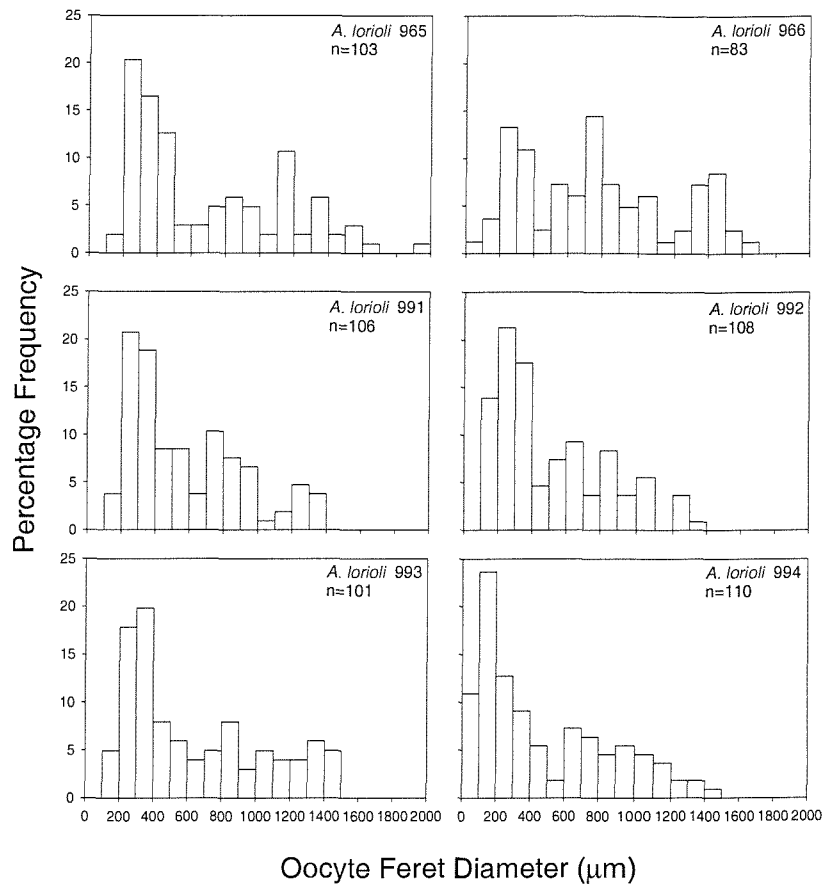 25
20
15
10
5
0
A. lorioli 965
n=103
A. lorioli 966
n=83
25
20
15
10
5
0
A. lorioli 991
n=106
A. lorioli 992
n=108
25
20
15
10
5
0
A. lorioli 993
n=101
A. lorioli 994
n=110
0 200 400 600 800 1000 1200 1400 1600 1800 2000
0 200 400 600 800 1000 1200 1400 1600 1800 2000
Percentage Frequency
Oocyte Feret Diameter (μm)